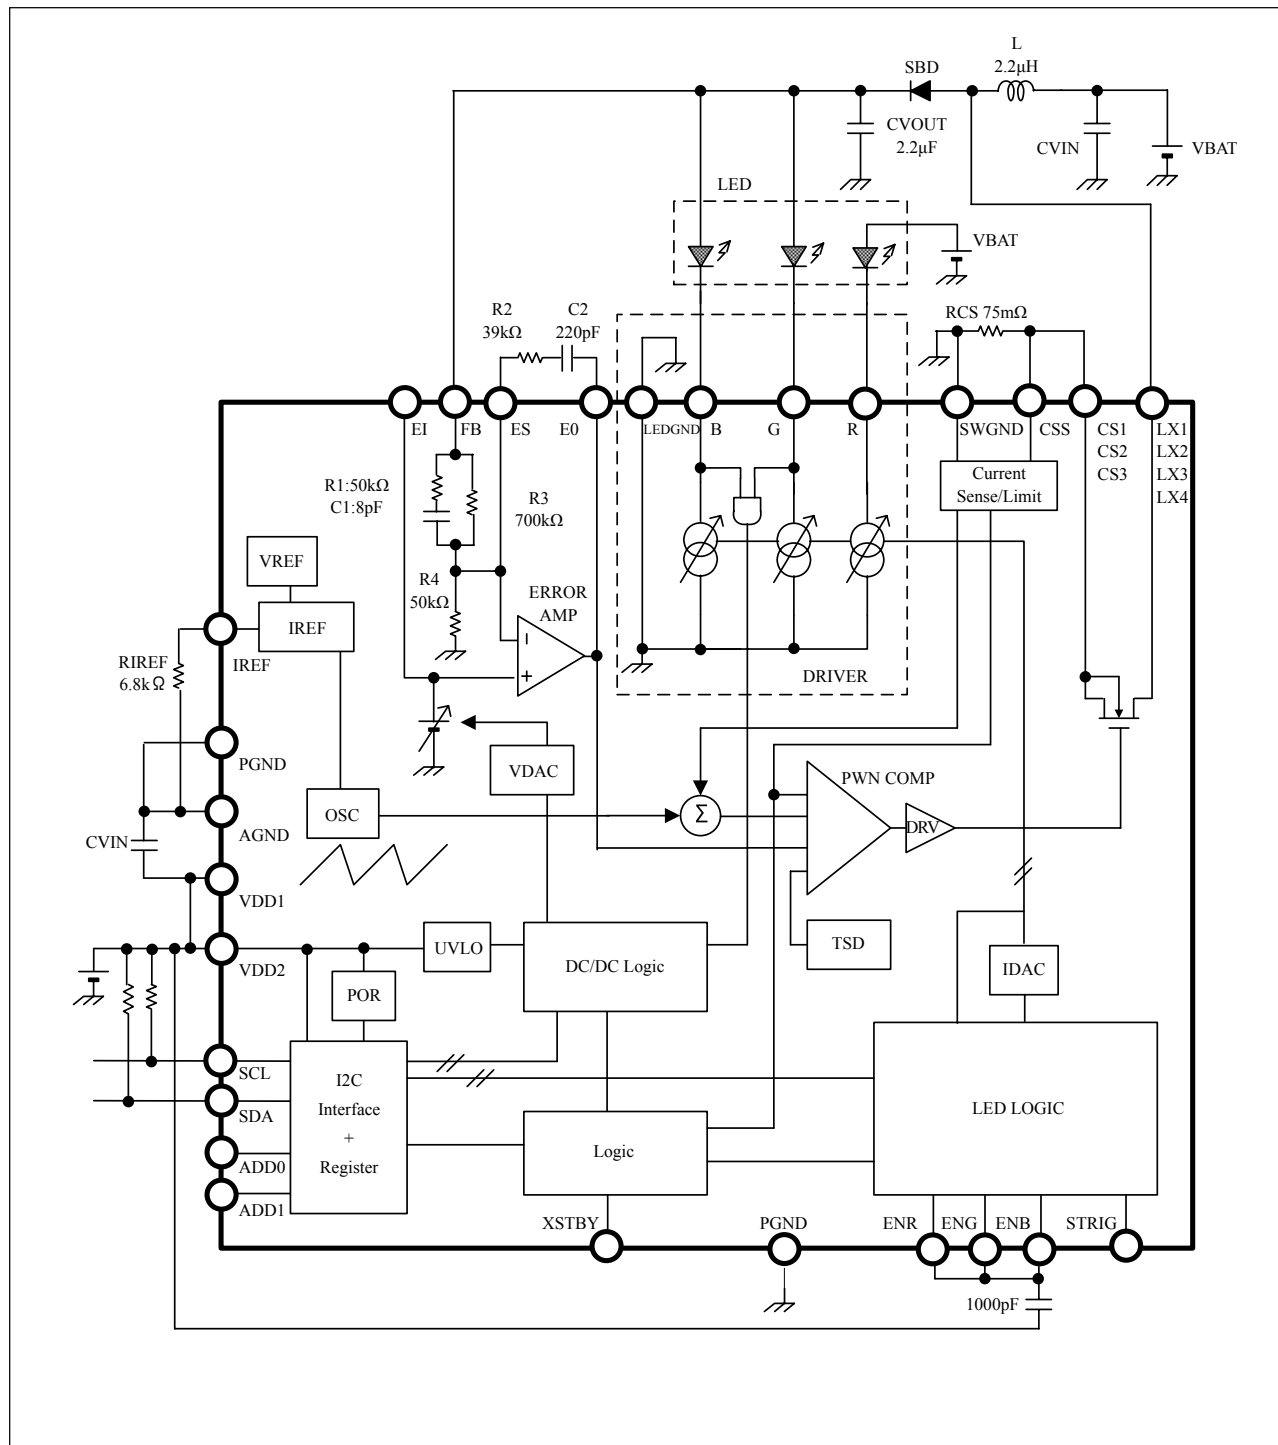 L
2.2μH
SBD
CVOUT
2.2μF
CVIN
VBAT
LED
VBAT
R2
39kΩ
C2
220pF
RCS 75mΩ
EI
FB
ES
E0
LEDGND
B
G
R
SWGND
CSS
CS1
CS2
CS3
LX1
LX2
LX3
LX4
Current
Sense/Limit
R1:50kΩ
C1:8pF
R3
700kΩ
VREF
R4
50kΩ
ERROR
AMP
IREF
IREF
RIREF
6.8kΩ
DRIVER
PGND
VDAC
PWN COMP
OSC
Σ
DRV
AGND
CVIN
VDD1
UVLO
TSD
VDD2
DC/DC Logic
IDAC
POR
SCL
I2C
Interface
+
Register
SDA
LED LOGIC
ADD0
Logic
ADD1
XSTBY
PGND
ENR
ENG
ENB
STRIG
1000pF